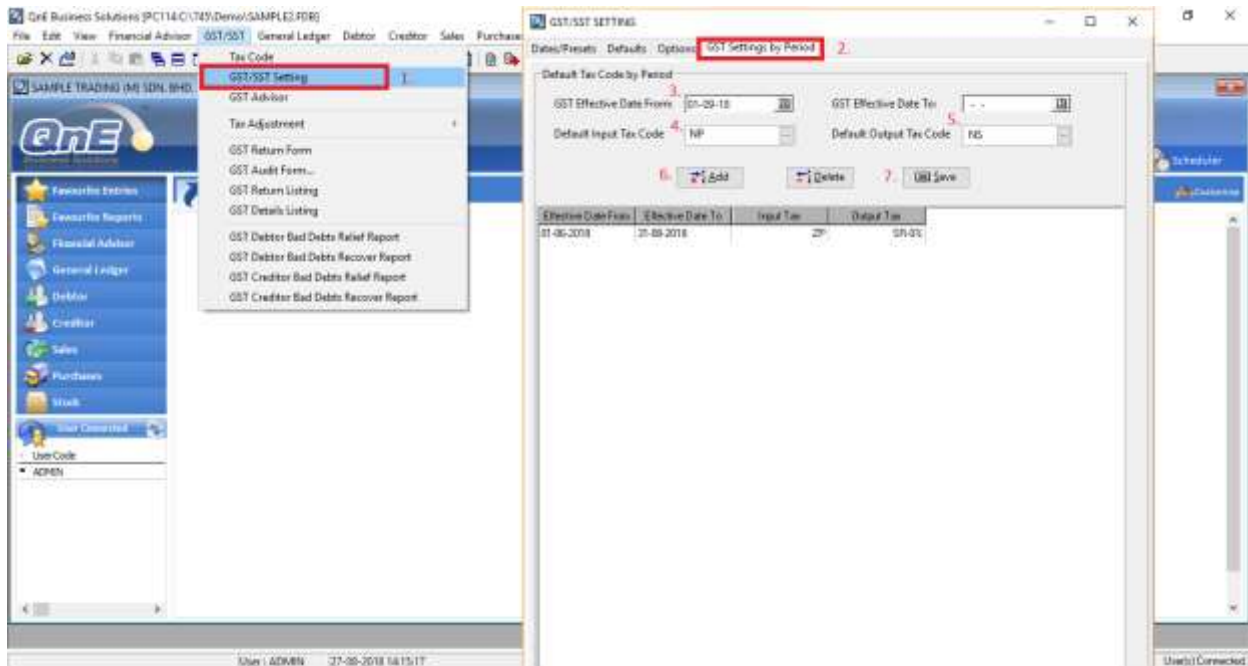 QnE Business Solutions [PC114:C:\745\Demo\SAMPLE2.FDB]
File Edit View Financial Advisor GST/SST General Ledger Debtor Creditor Sales Purchase
Tax Code
GST/SST Setting 1.
GST Advisor
Tax Adjustment
GST Return Form
GST Audit Form...
GST Return Listing
GST Details Listing
GST Debtor Bad Debts Relief Report
GST Debtor Bad Debts Recover Report
GST Creditor Bad Debts Relief Report
GST Creditor Bad Debts Recover Report
SAMPLE TRADING (M) SDN. BHD.
QnE
Business Solutions
Favourite Entries
Favourite Reports
Financial Advisor
General Ledger
Debtor
Creditor
Sales
Purchases
Stock
User Connected
UserCode
ADMIN
GST/SST SETTING
Dates/Presets Defaults Options GST Settings by Period 2.
Default Tax Code by Period
3.
GST Effective Date From: 01-09-18 GST Effective Date To: - -
4. 5.
Default Input Tax Code NP Default Output Tax Code NS
6. Add Delete 7. Save
Effective Date From Effective Date To Input Tax Output Tax
01-06-2018 31-08-2018 ZP SR-0%
Scheduler
Customise
User : ADMIN 27-08-2018 14:15:17 User(s) Connected